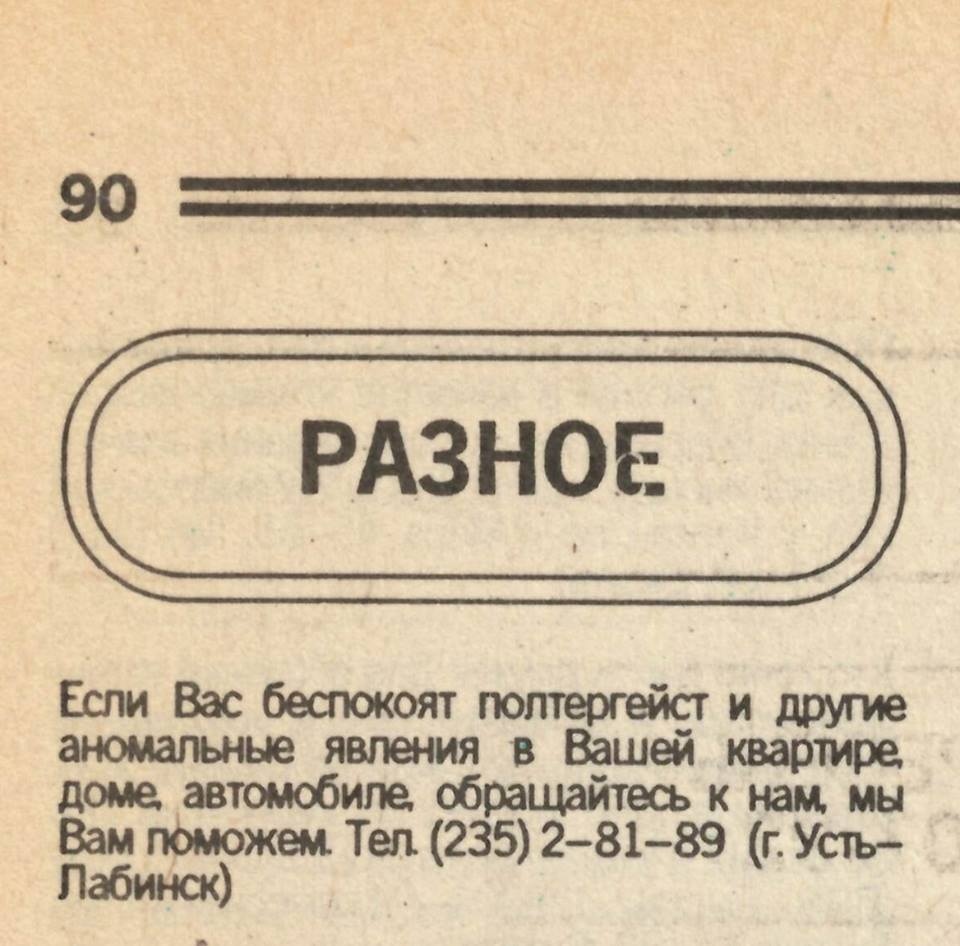 90
РАЗНОЕ
Если Вас беспокоят полтергейст и другие
аномальные явления в Вашей квартире,
доме, автомобиле, обращайтесь к нам, мы
Вам поможем. Тел. (235) 2–81–89 (г. Усть–
Лабинск)